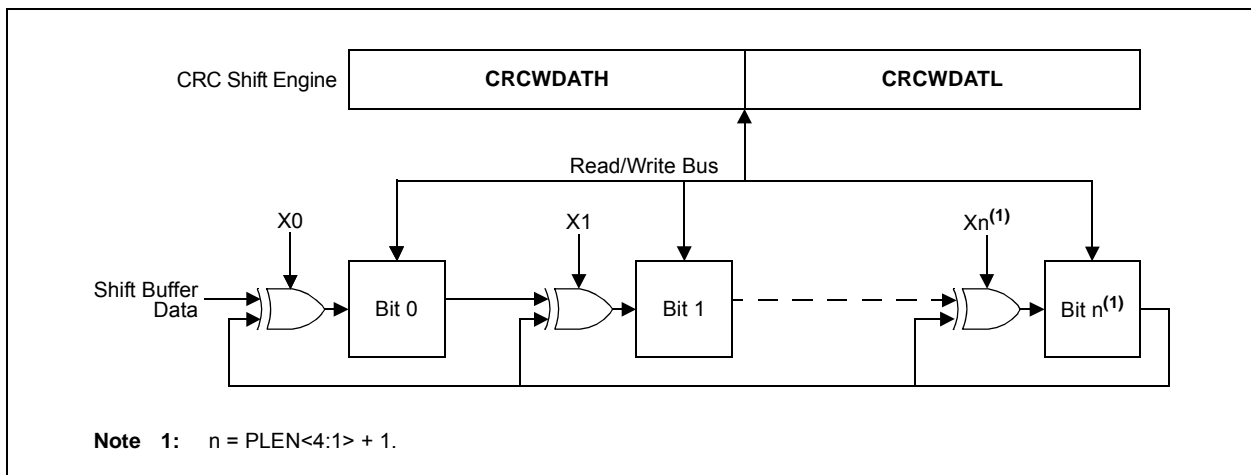 CRC Shift Engine CRCWDATH CRCWDATL
Read/Write Bus
X0 X1 Xn(1)
Shift Buffer
Data
Bit 0 Bit 1 Bit n(1)
Note 1: n = PLEN<4:1> + 1.